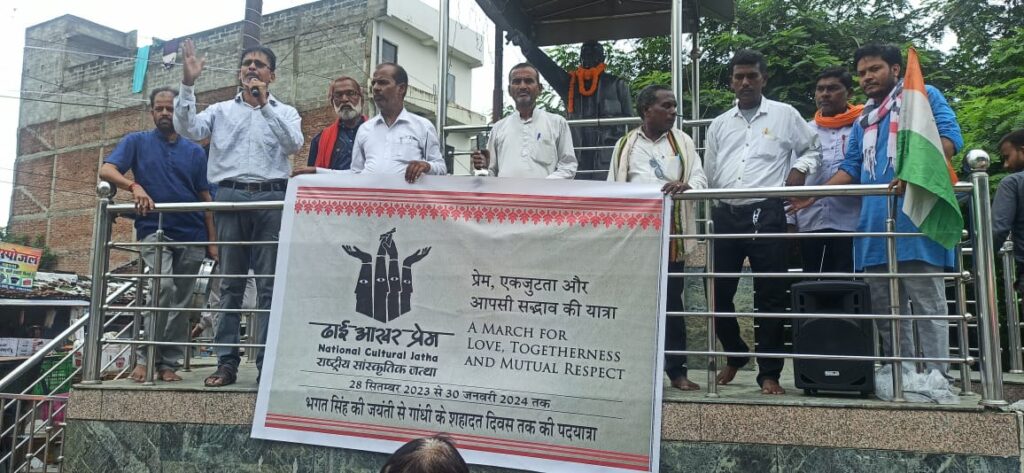 प्रेम, एकजुटता और
आपसी सद्भाव की यात्रा
A MARCH FOR
LOVE, TOGETHERNESS
AND MUTUAL RESPECT
ढाई आखर प्रेम
National Cultural Jatha
राष्ट्रीय सांस्कृतिक जत्था
28 सितम्बर 2023 से 30 जनवरी 2024 तक
भगत सिंह की जयंती से गाँधी के शहादत दिवस तक की पदयात्रा